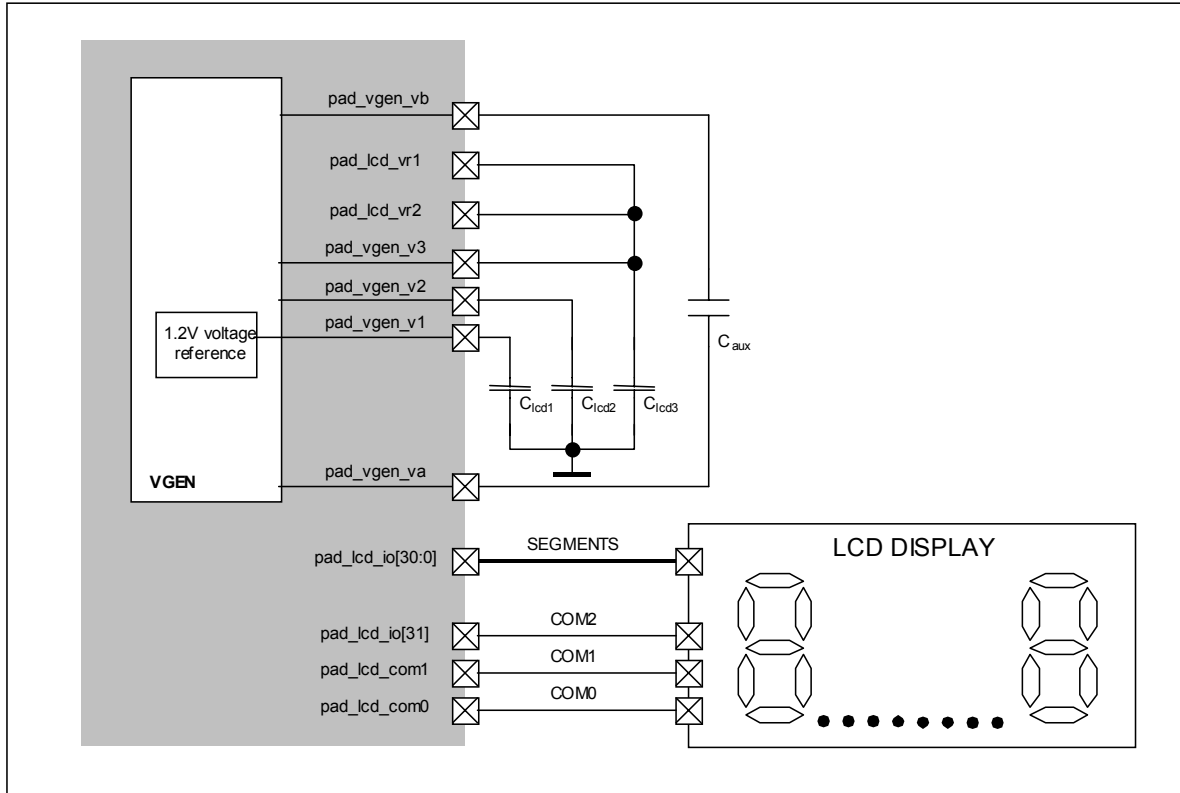 pad_vgen_vb
pad_lcd_vr1
pad_lcd_vr2
pad_vgen_v3
pad_vgen_v2
pad_vgen_v1
1.2V voltage
reference
C_aux
C_lcd1
C_lcd2
C_lcd3
pad_vgen_va
VGEN
pad_lcd_io[30:0]
SEGMENTS
LCD DISPLAY
pad_lcd_io[31]
COM2
pad_lcd_com1
COM1
pad_lcd_com0
COM0